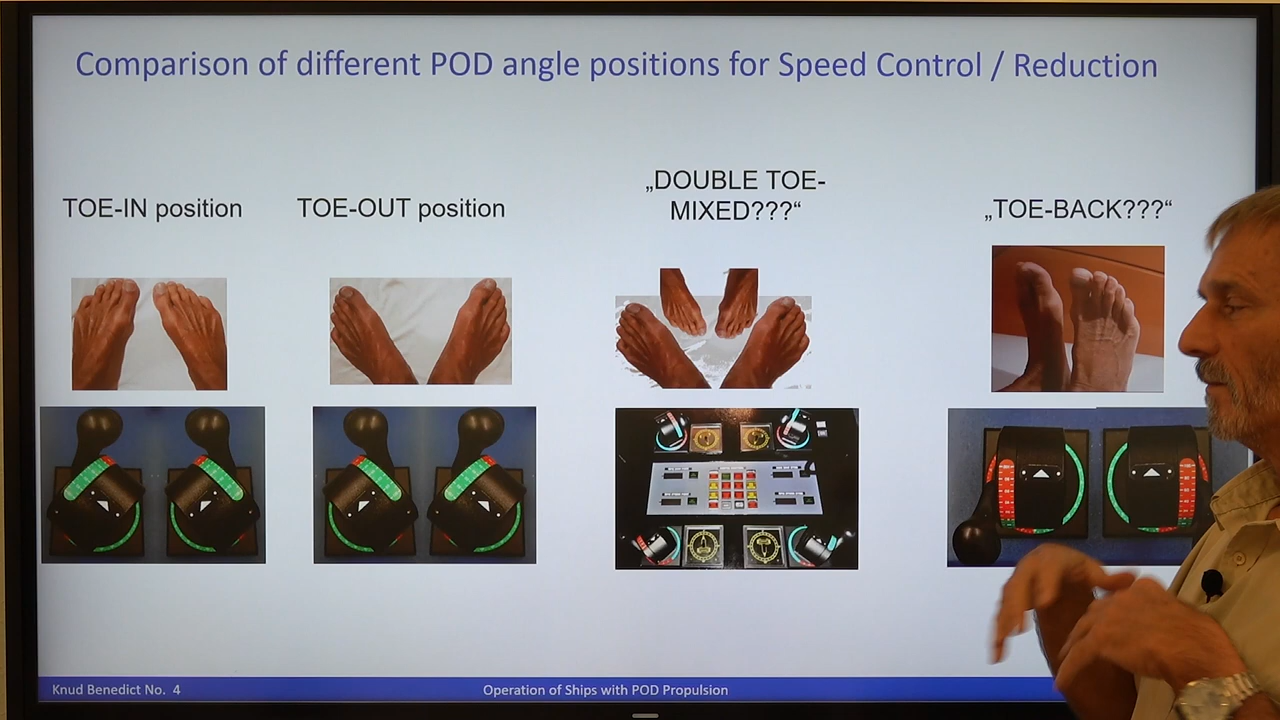 Comparison of different POD angle positions for Speed Control / Reduction
TOE-IN position
TOE-OUT position
„DOUBLE TOE-
MIXED???“
„TOE-BACK???“
Knud Benedict No. 4
Operation of Ships with POD Propulsion